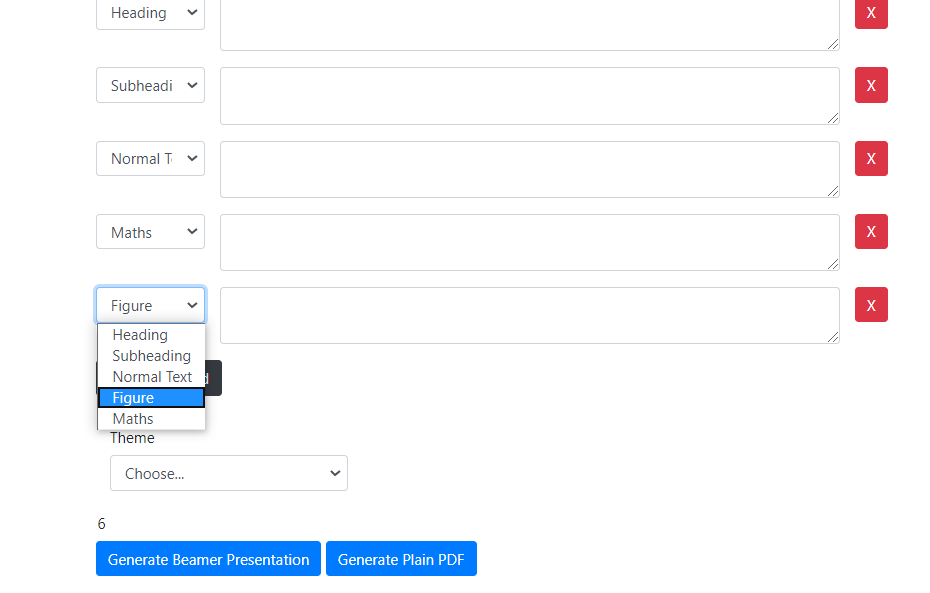 Heading
X
Subheadi
X
Normal T
X
Maths
X
Figure
X
Heading
Subheading
Normal Text
Figure
Maths
Theme
Choose...
6
Generate Beamer Presentation
Generate Plain PDF